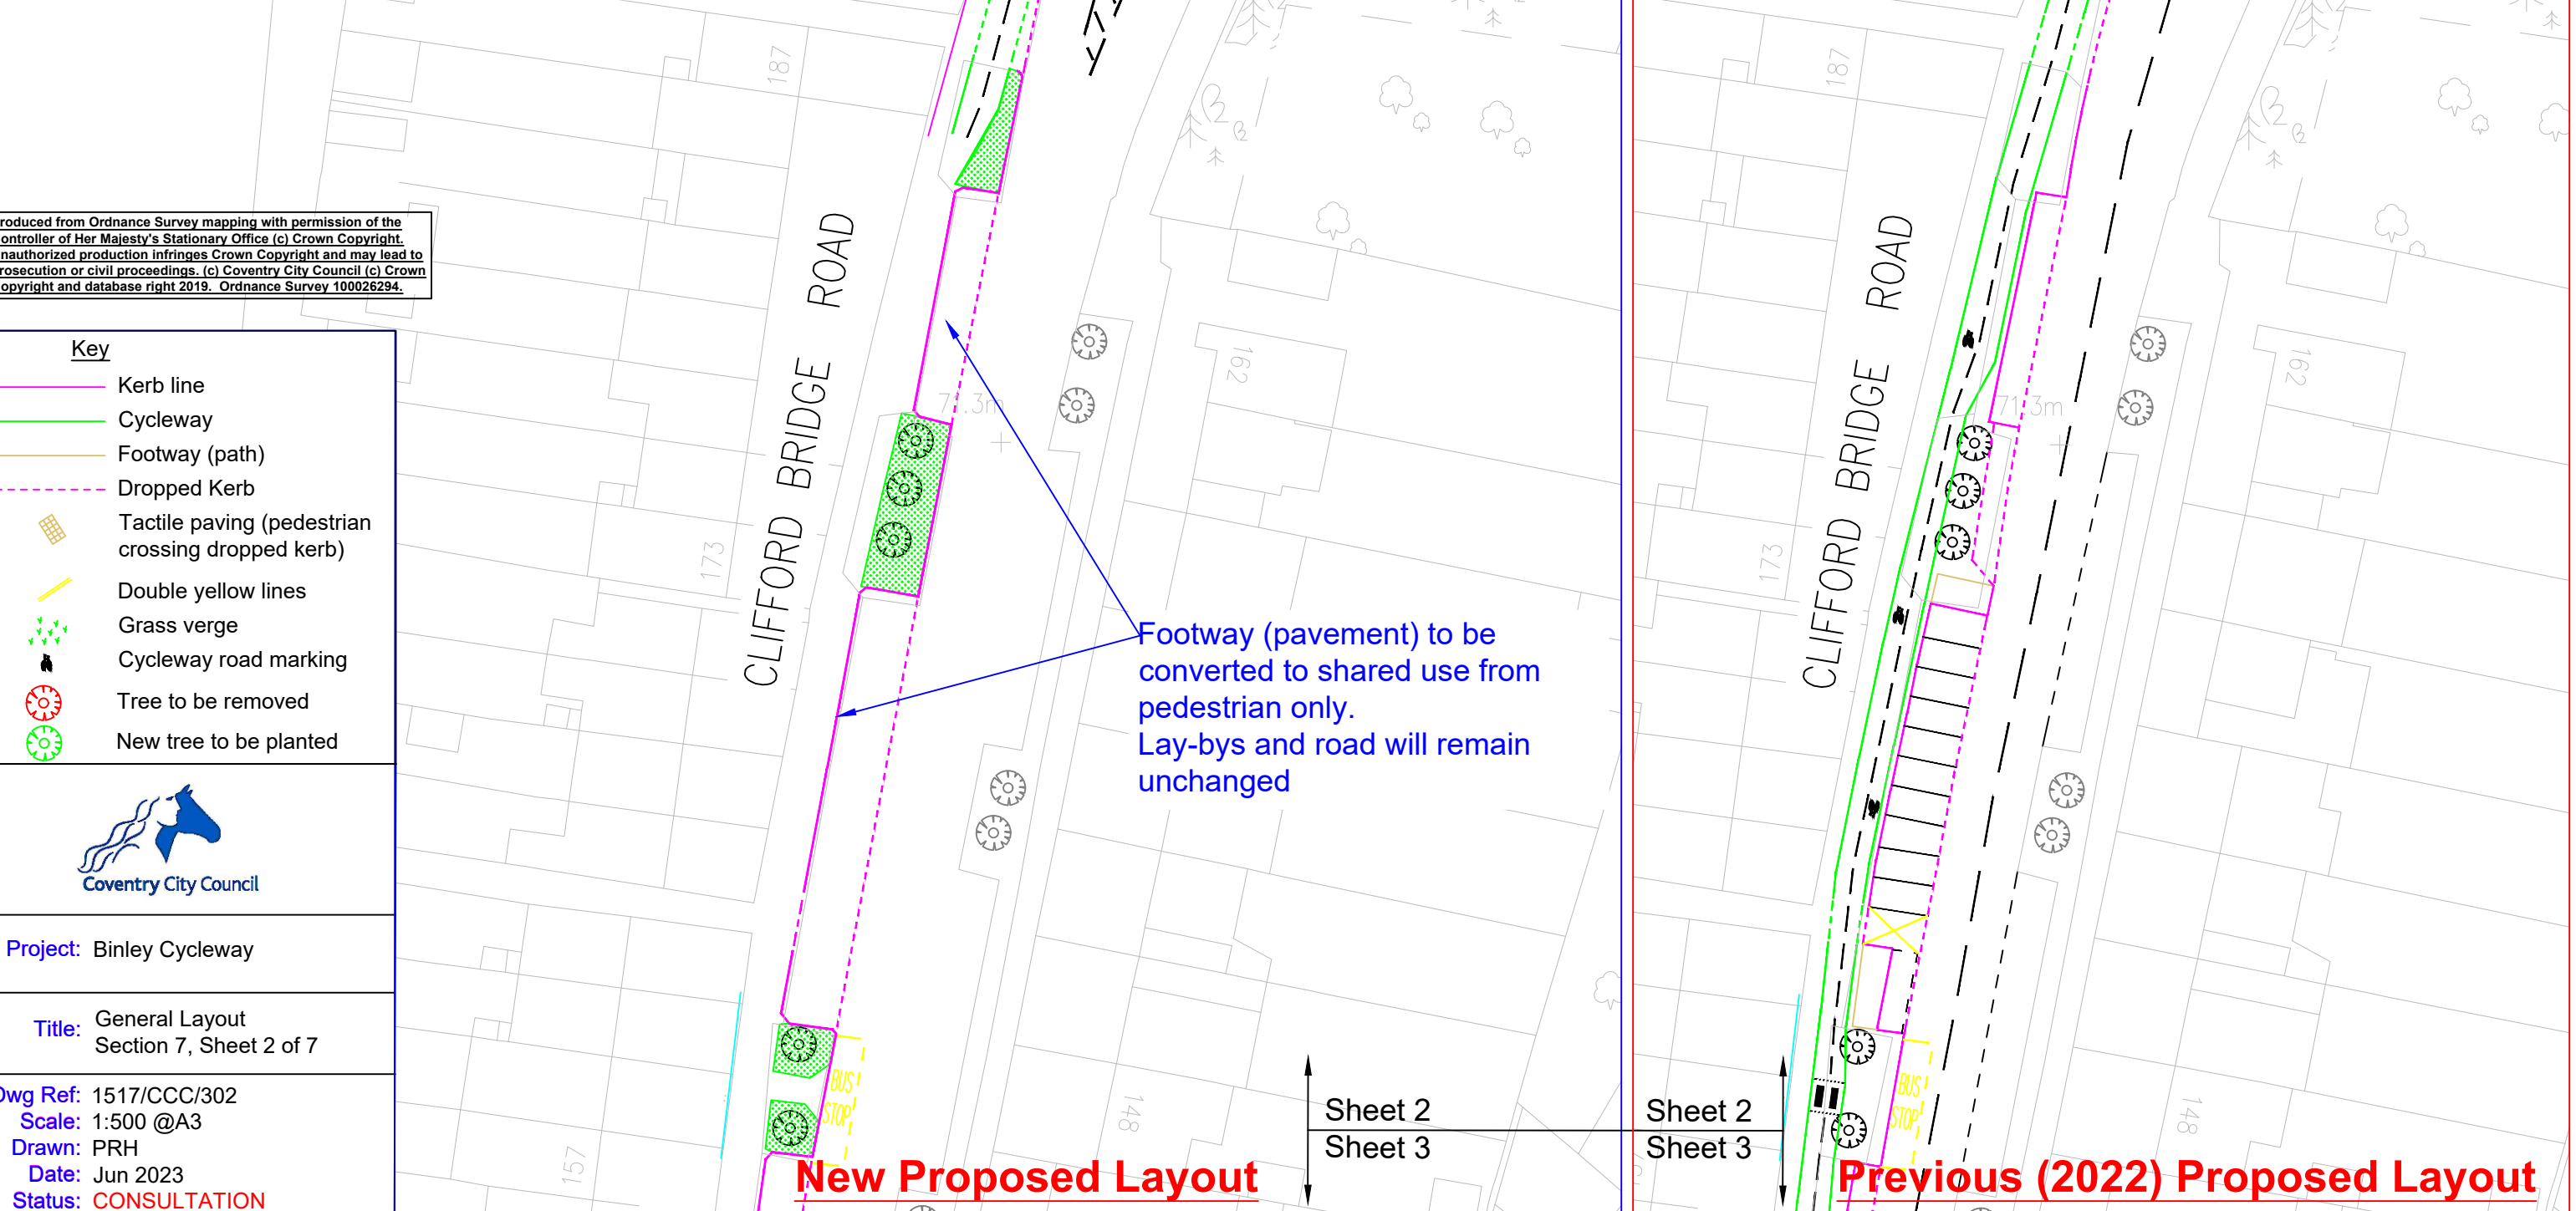 roduced from Ordnance Survey mapping with permission of the
ontroller of Her Majesty's Stationary Office (c) Crown Copyright.
nauthorized production infringes Crown Copyright and may lead to
rosecution or civil proceedings. (c) Coventry City Council (c) Crown
opyright and database right 2019. Ordnance Survey 100026294.
Key
Kerb line
Cycleway
Footway (path)
Dropped Kerb
Tactile paving (pedestrian
crossing dropped kerb)
Double yellow lines
Grass verge
Cycleway road marking
Tree to be removed
New tree to be planted
Coventry City Council
Project: Binley Cycleway
Title: General Layout
Section 7, Sheet 2 of 7
Dwg Ref: 1517/CCC/302
Scale: 1:500 @A3
Drawn: PRH
Date: Jun 2023
Status: CONSULTATION
187
CLIFFORD BRIDGE ROAD
162
71.3m
173
Footway (pavement) to be
converted to shared use from
pedestrian only.
Lay-bys and road will remain
unchanged
BUS
STOP
148
157
Sheet 2
Sheet 3
New Proposed Layout
187
CLIFFORD BRIDGE ROAD
162
71.3m
173
BUS
STOP
148
Sheet 2
Sheet 3
Previous (2022) Proposed Layout